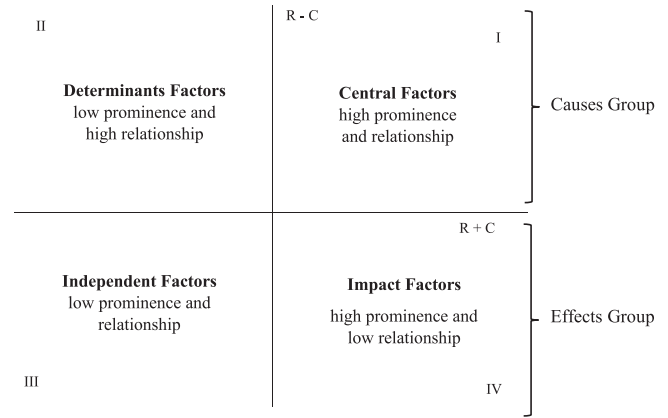 II
R - C
I
Determinants Factors
low prominence and
high relationship
Central Factors
high prominence
and relationship
Causes Group
R + C
Independent Factors
low prominence and
relationship
Impact Factors
high prominence and
low relationship
Effects Group
III
IV